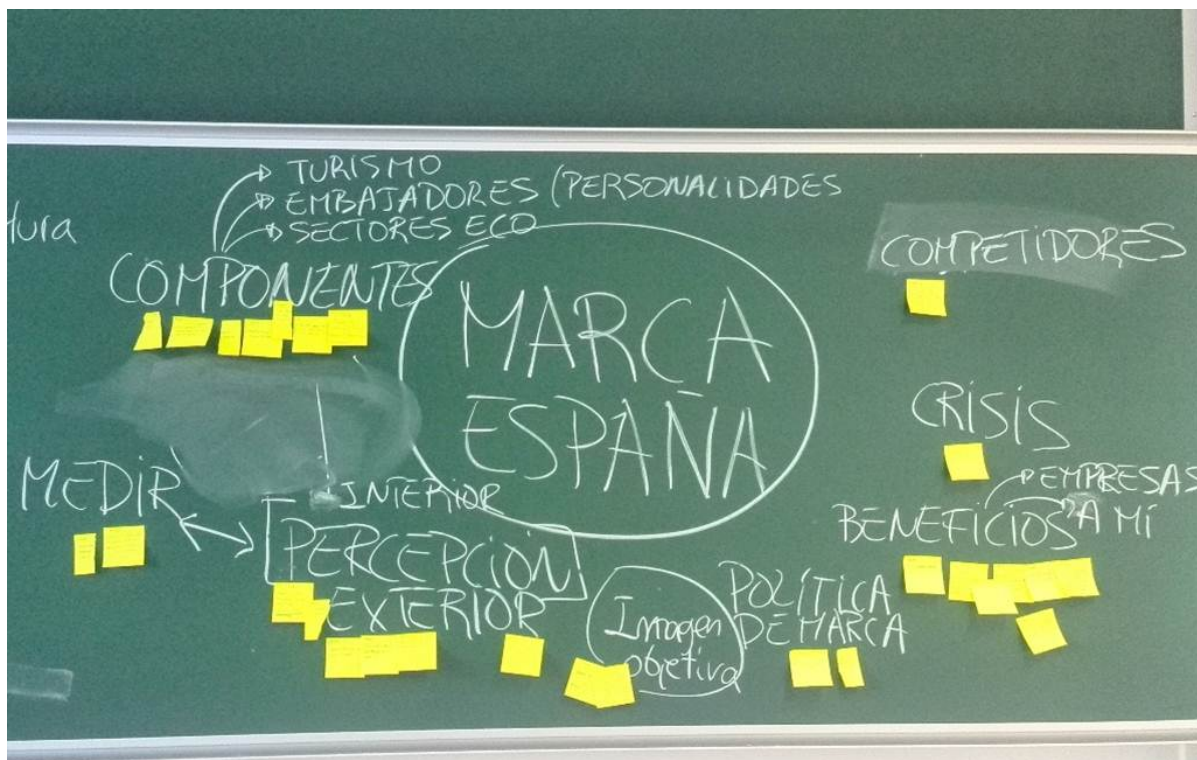 TURISMO
EMBAJADORES (PERSONALIDADES
SECTORES ECO
tura
COMPONENTES
MARCA
ESPAÑA
COMPETIDORES
CRISIS
MEDIR
INTERIOR
PERCEPCIÓN
EXTERIOR
Imagen
objetiva
POLÍTICA
DE MARCA
EMPRESAS
BENEFICIOS
A MÍ